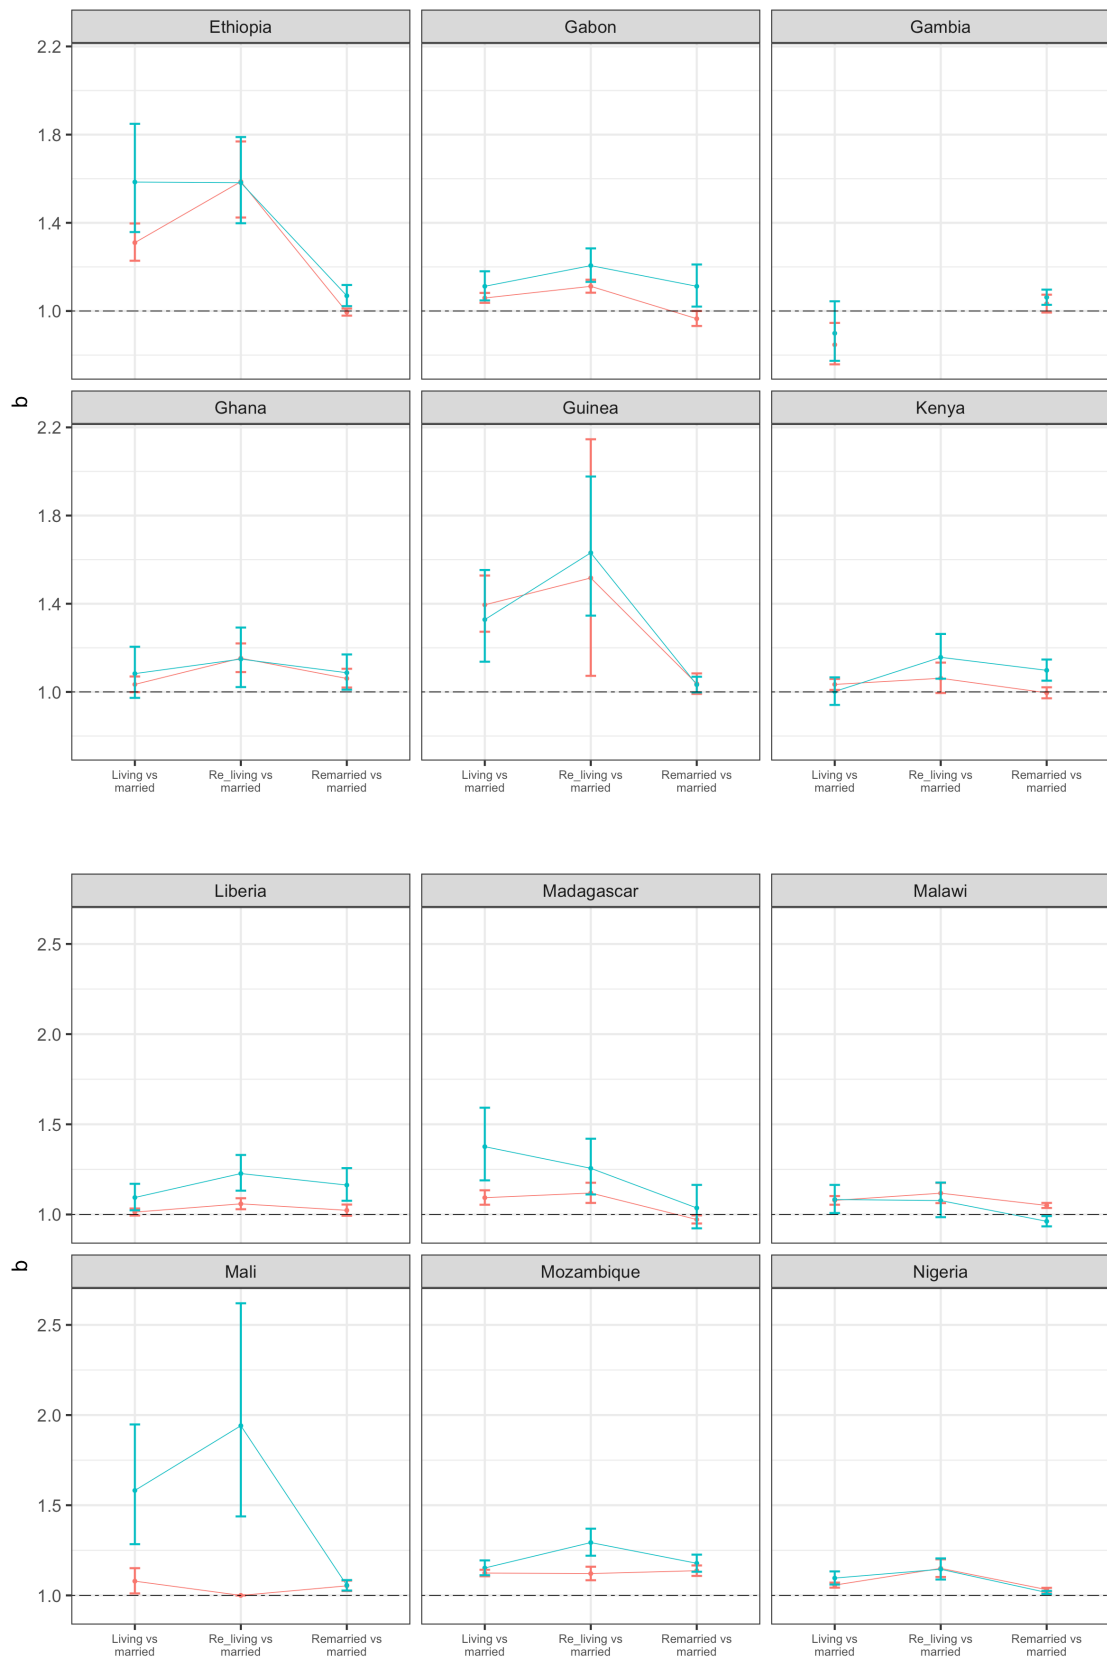 Ethiopia
Gabon
Gambia
2.2
1.8
1.4
1.0
b
Ghana
Guinea
Kenya
2.2
1.8
1.4
1.0
Living vs
married
Re_living vs
married
Remarried vs
married
Living vs
married
Re_living vs
married
Remarried vs
married
Living vs
married
Re_living vs
married
Remarried vs
married
Liberia
Madagascar
Malawi
2.5
2.0
1.5
1.0
b
Mali
Mozambique
Nigeria
2.5
2.0
1.5
1.0
Living vs
married
Re_living vs
married
Remarried vs
married
Living vs
married
Re_living vs
married
Remarried vs
married
Living vs
married
Re_living vs
married
Remarried vs
married